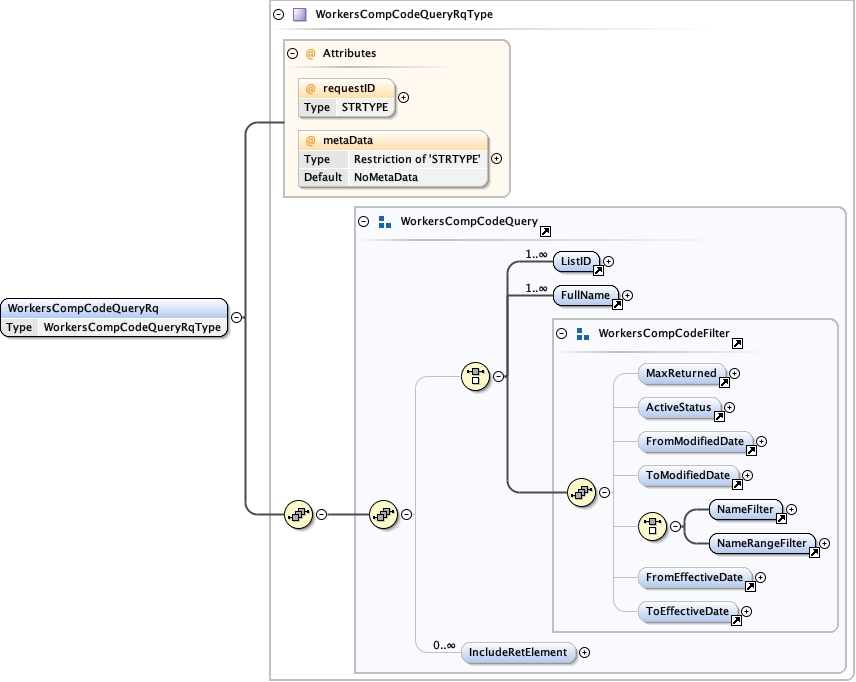 WorkersCompCodeQueryRqType
@ Attributes
@ requestID
Type STRTYPE
@ metaData
Type Restriction of 'STRTYPE'
Default NoMetaData
WorkersCompCodeQuery
1..∞ ListID
1..∞ FullName
WorkersCompCodeQueryRq
Type WorkersCompCodeQueryRqType
WorkersCompCodeFilter
MaxReturned
ActiveStatus
FromModifiedDate
ToModifiedDate
NameFilter
NameRangeFilter
FromEffectiveDate
ToEffectiveDate
0..∞ IncludeRetElement